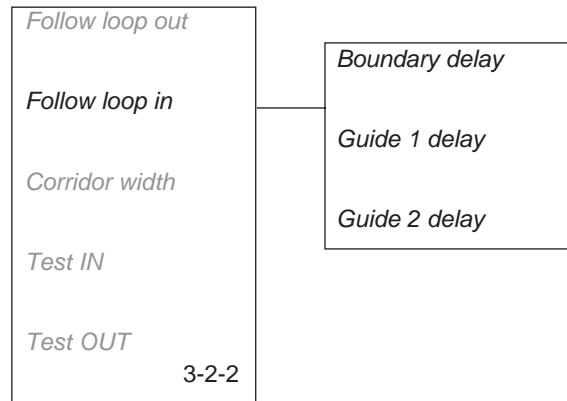 Follow loop out
Follow loop in
Corridor width
Test IN
Test OUT
3-2-2
Boundary delay
Guide 1 delay
Guide 2 delay